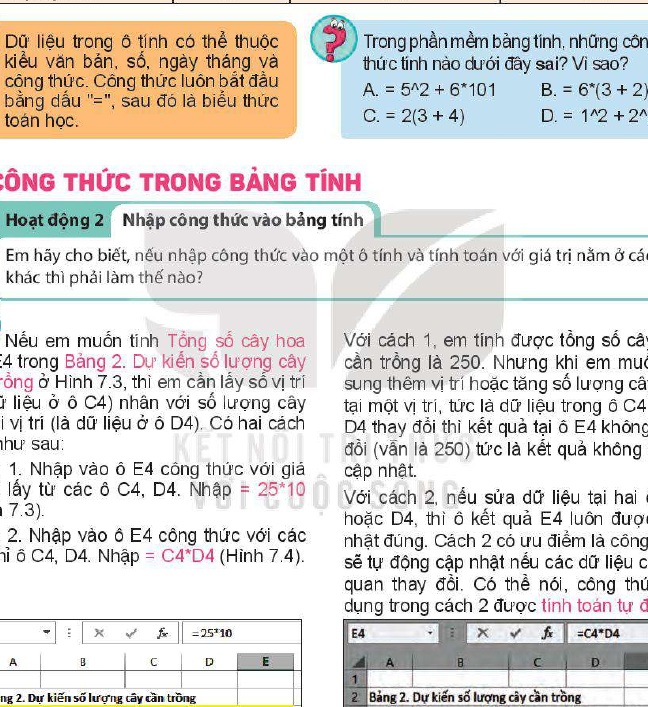 Dữ liệu trong ô tính có thể thuộc
kiểu văn bản, số, ngày tháng và
công thức. Công thức luôn bắt đầu
bằng dấu "=", sau đó là biểu thức
toán học.
Trong phần mềm bảng tính, những côn
thức tính nào dưới đây sai? Vì sao?
A. = 5^2 + 6*101 B. = 6*(3 + 2)
C. = 2(3 + 4) D. = 1^2 + 2^
CÔNG THỨC TRONG BẢNG TÍNH
Hoạt động 2 Nhập công thức vào bảng tính
Em hãy cho biết, nếu nhập công thức vào một ô tính và tính toán với giá trị nằm ở cá
khác thì phải làm thế nào?
Nếu em muốn tính Tổng số cây hoa
E4 trong Bảng 2. Dự kiến số lượng cây
rồng ở Hình 7.3, thì em cần lấy số vị trí
ữ liệu ở ô C4) nhân với số lượng cây
i vị trí (là dữ liệu ở ô D4). Có hai cách
như sau:
1. Nhập vào ô E4 công thức với giá
lấy từ các ô C4, D4. Nhập = 25*10
7.3).
2. Nhập vào ô E4 công thức với các
hỉ ô C4, D4. Nhập = C4*D4 (Hình 7.4).
Với cách 1, em tính được tổng số câ
cần trồng là 250. Nhưng khi em muố
sung thêm vị trí hoặc tăng số lượng câ
tại một vị trí, tức là dữ liệu trong ô C4
D4 thay đổi thì kết quả tại ô E4 không
đổi (vẫn là 250) tức là kết quả không
cập nhật.
Với cách 2, nếu sửa dữ liệu tại hai
hoặc D4, thì ô kết quả E4 luôn đượ
nhật đúng. Cách 2 có ưu điểm là công
sẽ tự động cập nhật nếu các dữ liệu c
quan thay đổi. Có thể nói, công thứ
dụng trong cách 2 được tính toán tự đ
KẾT NỐI TRI THỨC
VỚI CUỘC SỐNG
fx =25*10
A B C D E
ng 2. Dự kiến số lượng cây cần trồng
E4 fx =C4*D4
A B C D
1
2 Bảng 2. Dự kiến số lượng cây cần trồng